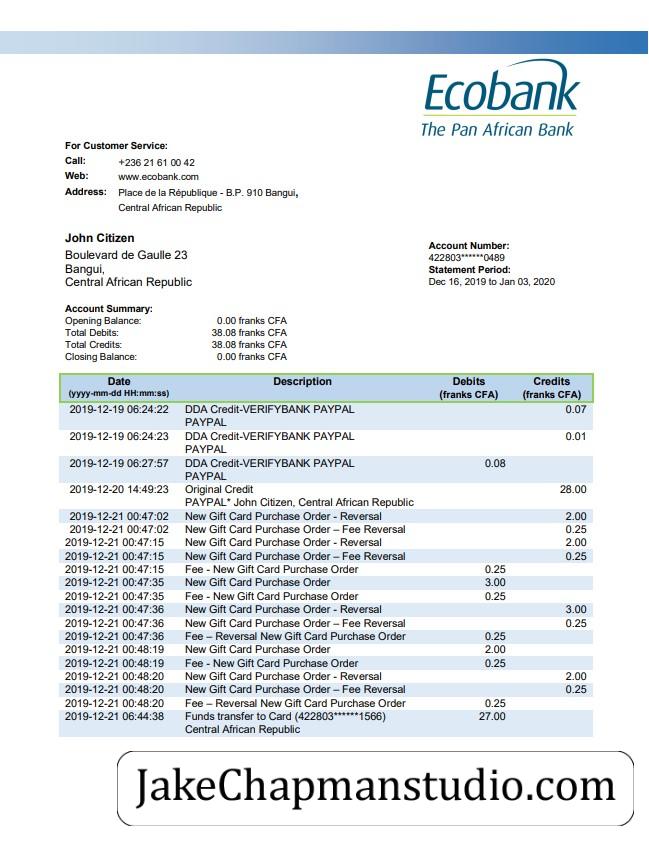 Ecobank
The Pan African Bank
For Customer Service:
Call: +236 21 61 00 42
Web: www.ecobank.com
Address: Place de la République - B.P. 910 Bangui,
Central African Republic
John Citizen
Boulevard de Gaulle 23
Bangui,
Central African Republic
Account Number:
422803******0489
Statement Period:
Dec 16, 2019 to Jan 03, 2020
Account Summary:
Opening Balance: 0.00 franks CFA
Total Debits: 38.08 franks CFA
Total Credits: 38.08 franks CFA
Closing Balance: 0.00 franks CFA
Date Description Debits Credits
(yyyy-mm-dd HH:mm:ss) (franks CFA) (franks CFA)
2019-12-19 06:24:22 DDA Credit-VERIFYBANK PAYPAL 0.07
PAYPAL
2019-12-19 06:24:23 DDA Credit-VERIFYBANK PAYPAL 0.01
PAYPAL
2019-12-19 06:27:57 DDA Credit-VERIFYBANK PAYPAL 0.08
PAYPAL
2019-12-20 14:49:23 Original Credit 28.00
PAYPAL* John Citizen, Central African Republic
2019-12-21 00:47:02 New Gift Card Purchase Order - Reversal 2.00
2019-12-21 00:47:02 New Gift Card Purchase Order – Fee Reversal 0.25
2019-12-21 00:47:15 New Gift Card Purchase Order - Reversal 2.00
2019-12-21 00:47:15 New Gift Card Purchase Order – Fee Reversal 0.25
2019-12-21 00:47:15 Fee - New Gift Card Purchase Order 0.25
2019-12-21 00:47:35 New Gift Card Purchase Order 3.00
2019-12-21 00:47:35 Fee - New Gift Card Purchase Order 0.25
2019-12-21 00:47:36 New Gift Card Purchase Order - Reversal 3.00
2019-12-21 00:47:36 New Gift Card Purchase Order – Fee Reversal 0.25
2019-12-21 00:47:36 Fee – Reversal New Gift Card Purchase Order 0.25
2019-12-21 00:48:19 New Gift Card Purchase Order 2.00
2019-12-21 00:48:19 Fee - New Gift Card Purchase Order 0.25
2019-12-21 00:48:20 New Gift Card Purchase Order - Reversal 2.00
2019-12-21 00:48:20 New Gift Card Purchase Order – Fee Reversal 0.25
2019-12-21 00:48:20 Fee – Reversal New Gift Card Purchase Order 0.25
2019-12-21 06:44:38 Funds transfer to Card (422803******1566) 27.00
Central African Republic
JakeChapmanstudio.com